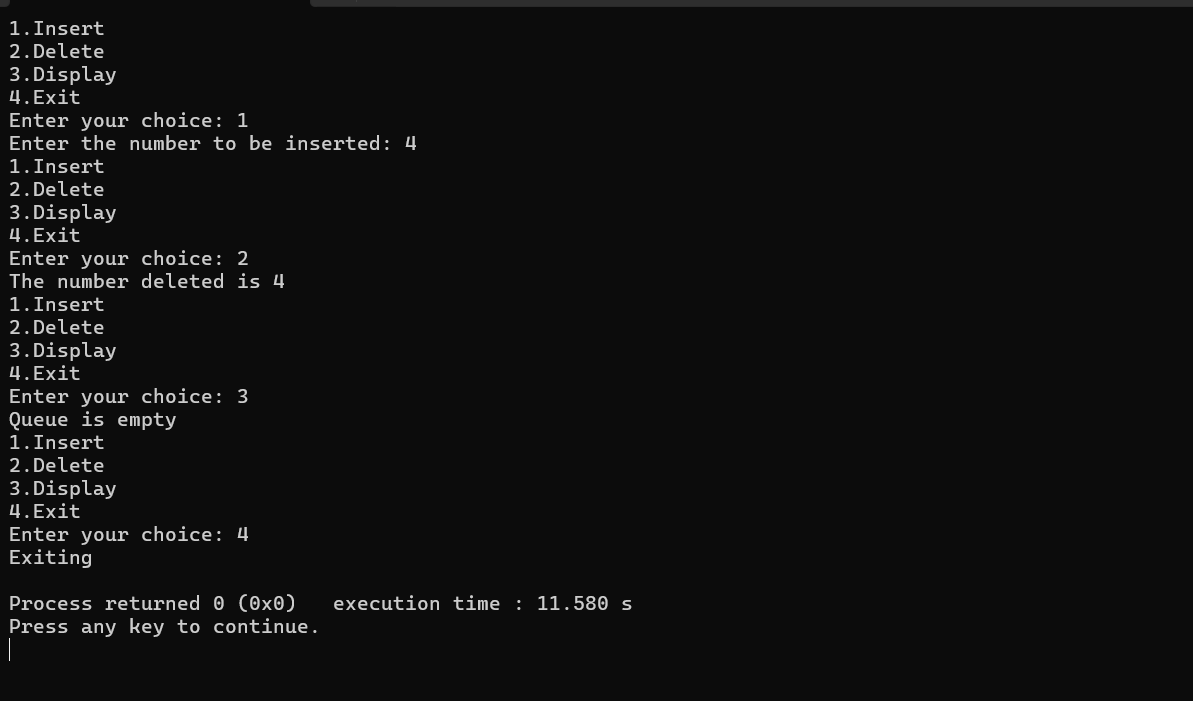 1.Insert
2.Delete
3.Display
4.Exit
Enter your choice: 1
Enter the number to be inserted: 4
1.Insert
2.Delete
3.Display
4.Exit
Enter your choice: 2
The number deleted is 4
1.Insert
2.Delete
3.Display
4.Exit
Enter your choice: 3
Queue is empty
1.Insert
2.Delete
3.Display
4.Exit
Enter your choice: 4
Exiting
Process returned 0 (0x0)   execution time : 11.580 s
Press any key to continue.